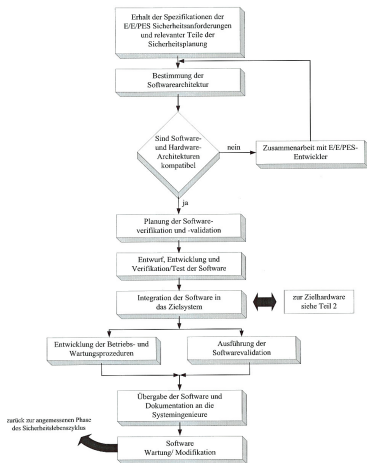 Erhalt der Spezifikationen der
E/E/PES Sicherheitsanforderungen
und relevanter Teile der
Sicherheitsplanung
Bestimmung der
Softwarearchitektur
Sind Software-
und Hardware-
Architekturen
kompatibel
nein
Zusammenarbeit mit E/E/PES-
Entwickler
ja
Planung der Software-
verifikation und -validation
Entwurf, Entwicklung und
Verifikation/Test der Software
Integration der Software in
das Zielsystem
zur Zielhardware
siehe Teil 2
Entwicklung der Betriebs- und
Wartungsprozeduren
Ausführung der
Softwarevalidation
Übergabe der Software und
Dokumentation an die
Systemingenieure
zurück zur angemessenen Phase
des Sicherheitslebenszyklus
Software
Wartung/ Modifikation